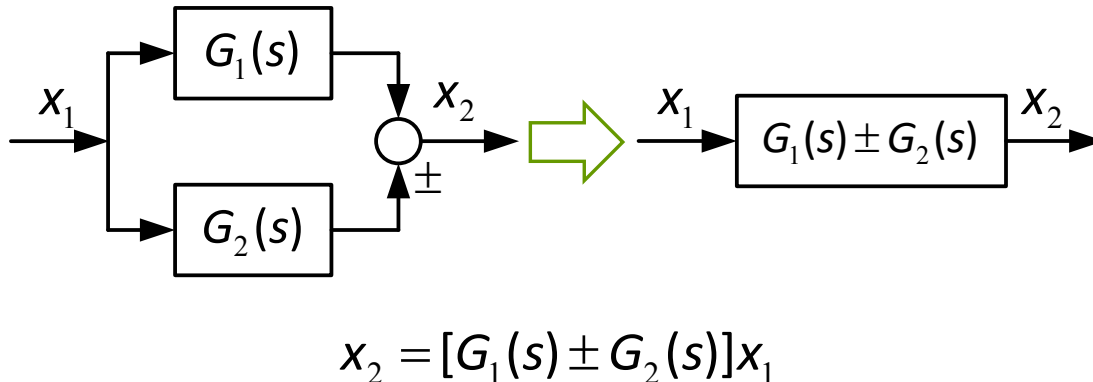 G₁(s)
x₁
x₂
±
G₂(s)
x₁
G₁(s) ± G₂(s)
x₂
x₂ = [G₁(s) ± G₂(s)]x₁